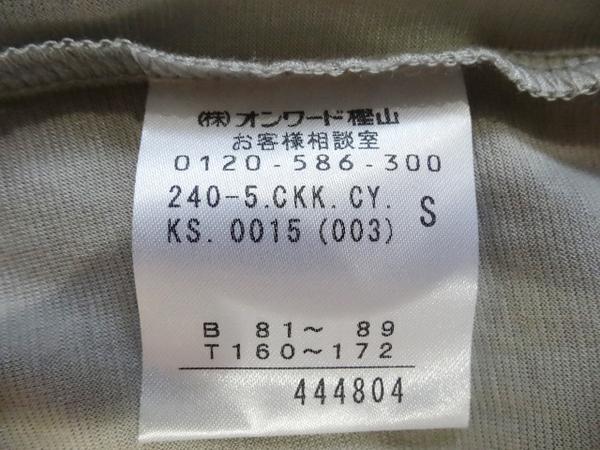 (株)オンワード樫山
お客様相談室
0120-586-300
240-5.CKK.CY.
KS.0015(003) S
B 81～ 89
T160～172
444804